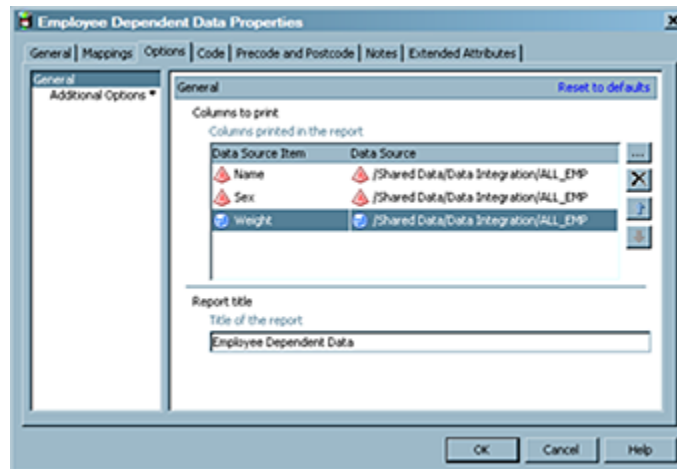 Employee Dependent Data Properties
General Mappings Options Code Precode and Postcode Notes Extended Attributes
General
Additional Options *
General Reset to defaults
Columns to print
Columns printed in the report
Data Source Item Data Source
Name /Shared Data/Data Integration/ALL_EMP
Sex /Shared Data/Data Integration/ALL_EMP
Weight /Shared Data/Data Integration/ALL_EMP
Report title
Title of the report
Employee Dependent Data
OK Cancel Help